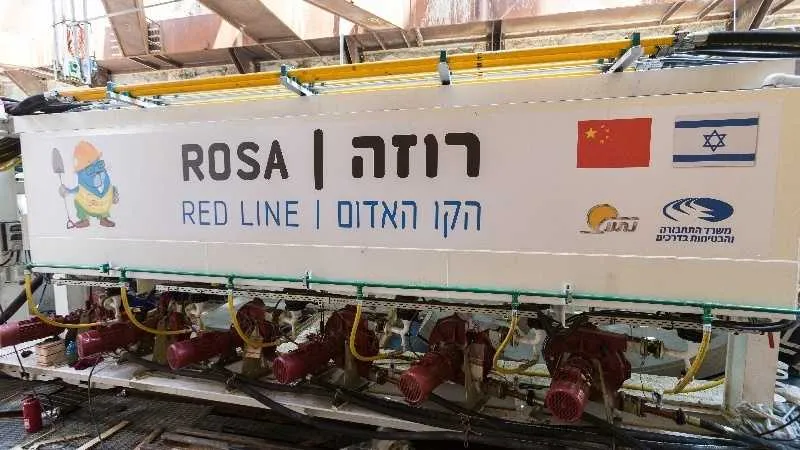 ROSA | רוזה
RED LINE | הקו האדום
נתע
משרד התחבורה
והבטיחות בדרכים